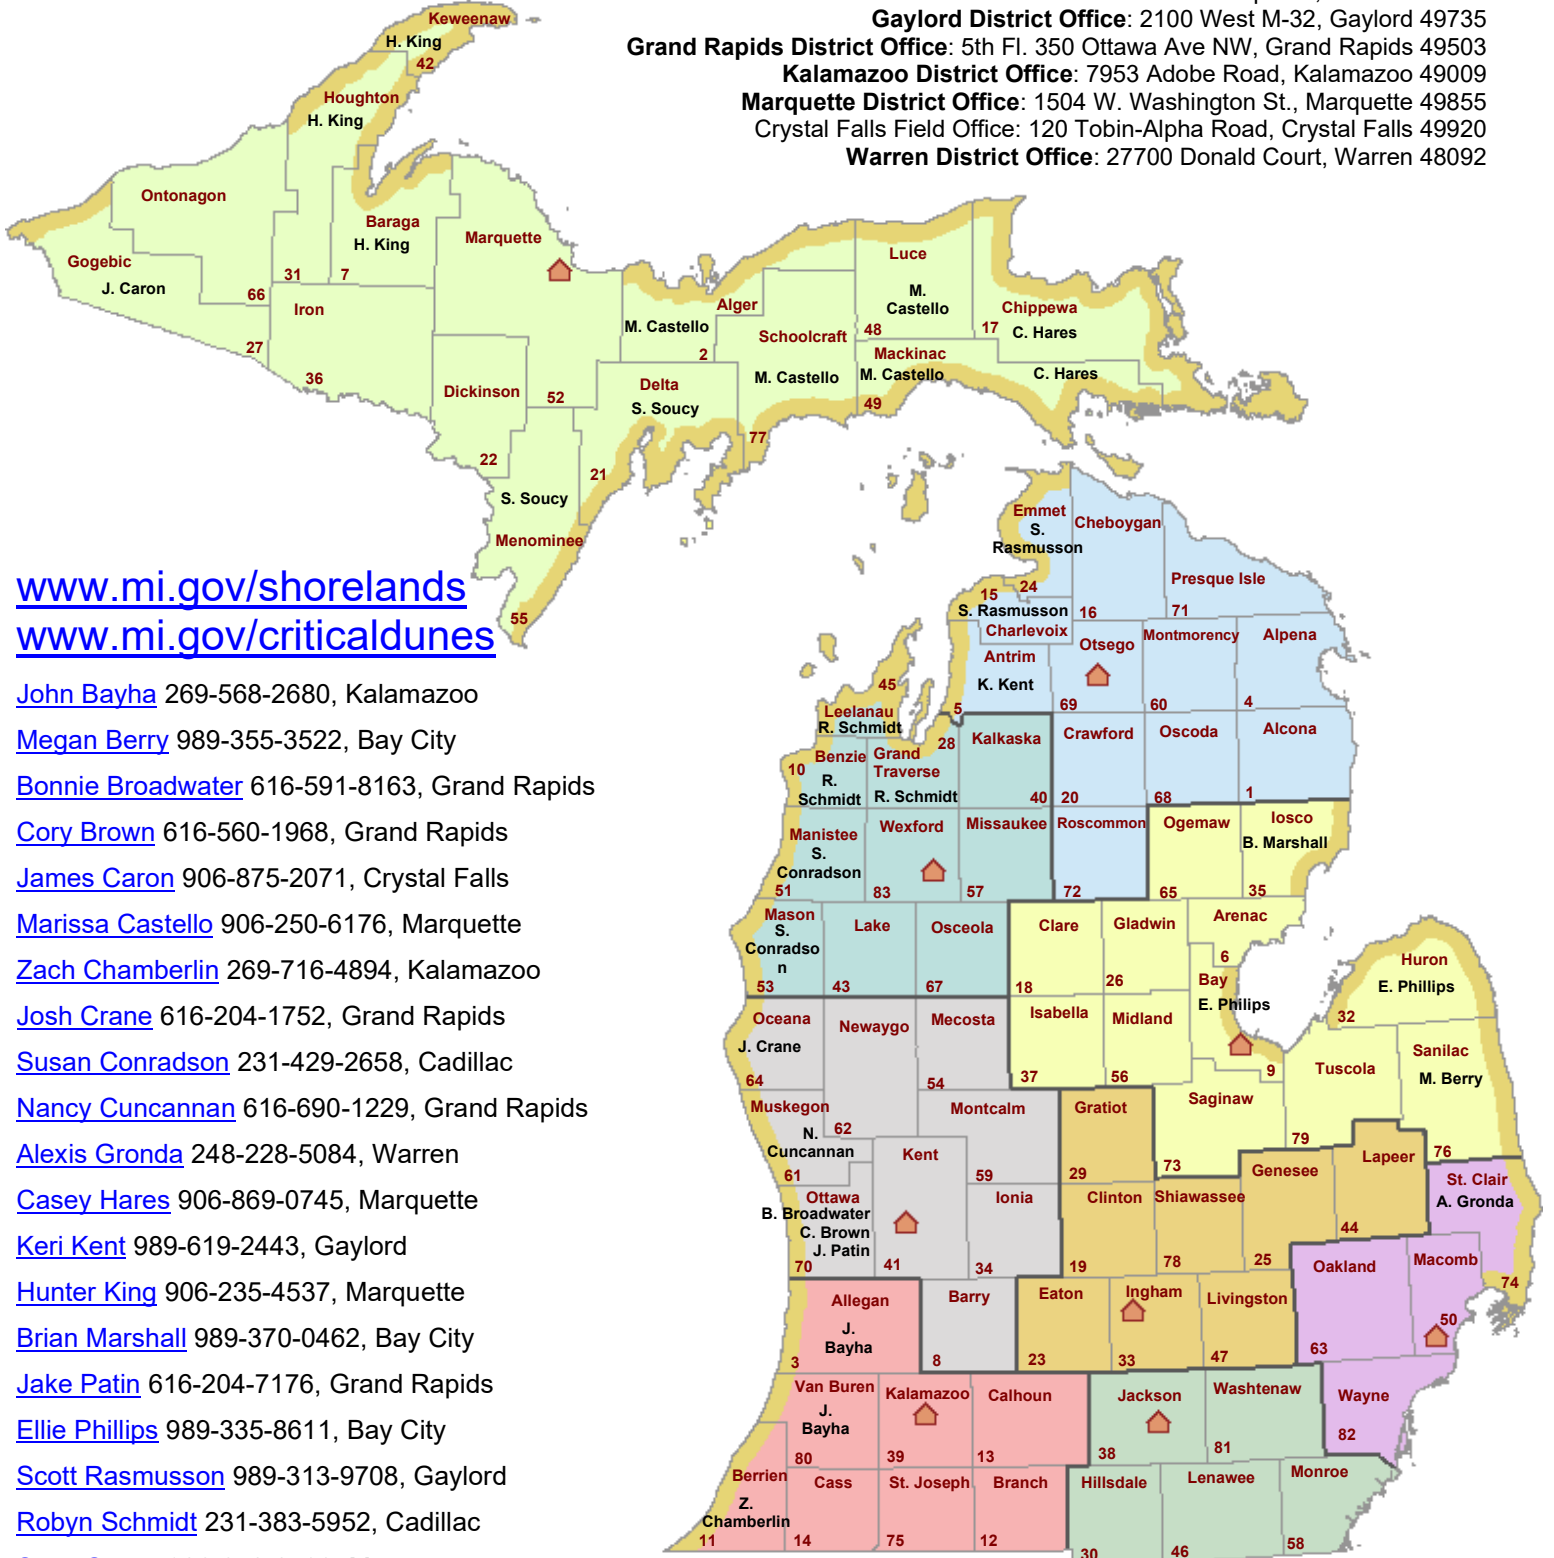 Gaylord District Office: 2100 West M-32, Gaylord 49735
Grand Rapids District Office: 5th Fl. 350 Ottawa Ave NW, Grand Rapids 49503
Kalamazoo District Office: 7953 Adobe Road, Kalamazoo 49009
Marquette District Office: 1504 W. Washington St., Marquette 49855
Crystal Falls Field Office: 120 Tobin-Alpha Road, Crystal Falls 49920
Warren District Office: 27700 Donald Court, Warren 48092
Keweenaw
H. King
42
Houghton
H. King
31
Ontonagon
66
Baraga
H. King
7
Gogebic
J. Caron
27
Marquette
52
Iron
36
Dickinson
22
Alger
M. Castello
2
Schoolcraft
M. Castello
77
Luce
M.
Castello
48
Chippewa
C. Hares
17
Mackinac
M. Castello
C. Hares
49
Delta
S. Soucy
21
S. Soucy
Menominee
55
www.mi.gov/shorelands
www.mi.gov/criticaldunes
John Bayha 269-568-2680, Kalamazoo
Megan Berry 989-355-3522, Bay City
Bonnie Broadwater 616-591-8163, Grand Rapids
Cory Brown 616-560-1968, Grand Rapids
James Caron 906-875-2071, Crystal Falls
Marissa Castello 906-250-6176, Marquette
Zach Chamberlin 269-716-4894, Kalamazoo
Josh Crane 616-204-1752, Grand Rapids
Susan Conradson 231-429-2658, Cadillac
Nancy Cuncannan 616-690-1229, Grand Rapids
Alexis Gronda 248-228-5084, Warren
Casey Hares 906-869-0745, Marquette
Keri Kent 989-619-2443, Gaylord
Hunter King 906-235-4537, Marquette
Brian Marshall 989-370-0462, Bay City
Jake Patin 616-204-7176, Grand Rapids
Ellie Phillips 989-335-8611, Bay City
Scott Rasmusson 989-313-9708, Gaylord
Robyn Schmidt 231-383-5952, Cadillac
Emmet
S.
Rasmusson
24
Cheboygan
16
Presque Isle
71
15
S. Rasmusson
Charlevoix
Antrim
K. Kent
5
Otsego
69
Montmorency
60
Alpena
4
45
Leelanau
R. Schmidt
Benzie
10
R.
Schmidt
Grand
Traverse
28
R. Schmidt
Kalkaska
40
Crawford
20
Oscoda
68
Alcona
1
Manistee
S.
Conradson
51
Wexford
83
Missaukee
57
Roscommon
72
Ogemaw
65
Iosco
B. Marshall
35
Mason
S.
Conradso
n
53
Lake
43
Osceola
67
Clare
18
Gladwin
26
Arenac
6
Bay
E. Philips
9
Huron
E. Phillips
32
Oceana
J. Crane
64
Newaygo
62
Mecosta
54
Isabella
37
Midland
56
Saginaw
73
Tuscola
79
Sanilac
M. Berry
76
Muskegon
N.
Cuncannan
61
Montcalm
59
Kent
41
Gratiot
29
Ottawa
B. Broadwater
C. Brown
J. Patin
70
Ionia
34
Clinton
19
Shiawassee
78
Genesee
25
Lapeer
44
St. Clair
A. Gronda
74
Oakland
63
Macomb
50
Allegan
J.
Bayha
3
Barry
8
Eaton
23
Ingham
33
Livingston
47
Van Buren
J.
Bayha
80
Kalamazoo
39
Calhoun
13
Jackson
38
Washtenaw
81
Wayne
82
Berrien
Z.
Chamberlin
11
Cass
14
St. Joseph
75
Branch
12
Hillsdale
30
Lenawee
46
Monroe
58